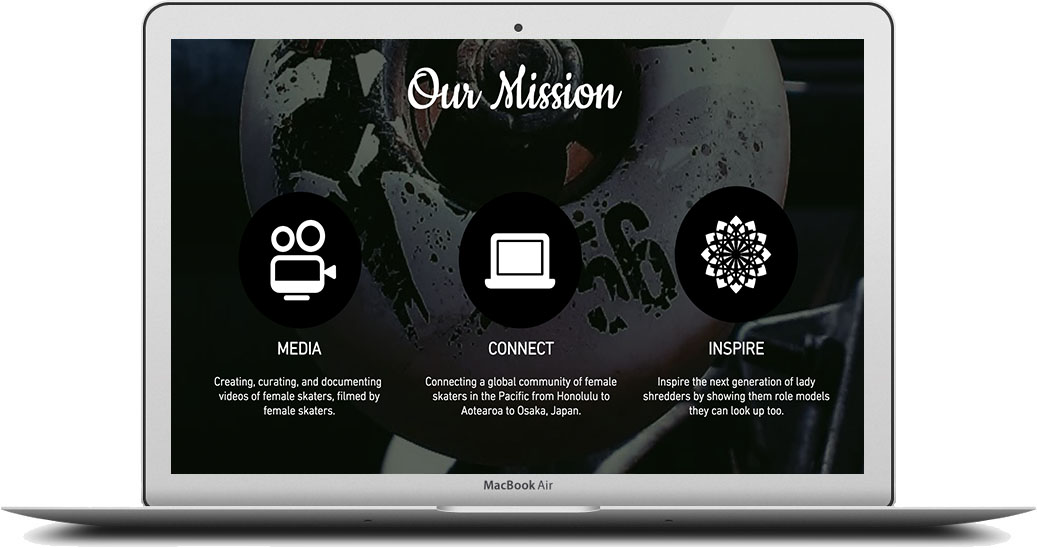 Our Mission
56
MEDIA
CONNECT
INSPIRE
Creating, curating, and documenting
videos of female skaters, filmed by
female skaters.
Connecting a global community of female
skaters in the Pacific from Honolulu to
Aotearoa to Osaka, Japan.
Inspire the next generation of lady
shredders by showing them role models
they can look up too.
MacBook Air